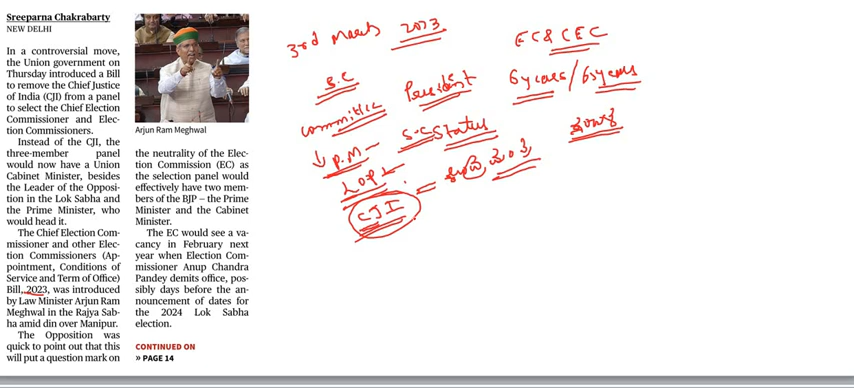 Sreeparna Chakrabarty
NEW DELHI
In a controversial move,
the Union government on
Thursday introduced a Bill
to remove the Chief Justice
of India (CJI) from a panel
to select the Chief Election
Commissioner and Elec-
tion Commissioners.
Instead of the CJI, the
three-member panel
would now have a Union
Cabinet Minister, besides
the Leader of the Opposi-
tion in the Lok Sabha and
the Prime Minister, who
would head it.
The Chief Election Com-
missioner and other Elec-
tion Commissioners (Ap-
pointment, Conditions of
Service and Term of Office)
Bill, 2023, was introduced
by Law Minister Arjun Ram
Meghwal in the Rajya Sab-
ha amid din over Manipur.
The Opposition was
quick to point out that this
will put a question mark on
Arjun Ram Meghwal
the neutrality of the Elec-
tion Commission (EC) as
the selection panel would
effectively have two mem-
bers of the BJP – the Prime
Minister and the Cabinet
Minister.
The EC would see a va-
cancy in February next
year when Election Com-
missioner Anup Chandra
Pandey demits office, pos-
sibly days before the an-
nouncement of dates for
the 2024 Lok Sabha
election.
CONTINUED ON
» PAGE 14
3rd March 2023
S.C
committee
P.M
LOP
CJI
President
S.C Status
EC & CEC
6 years / 65 years